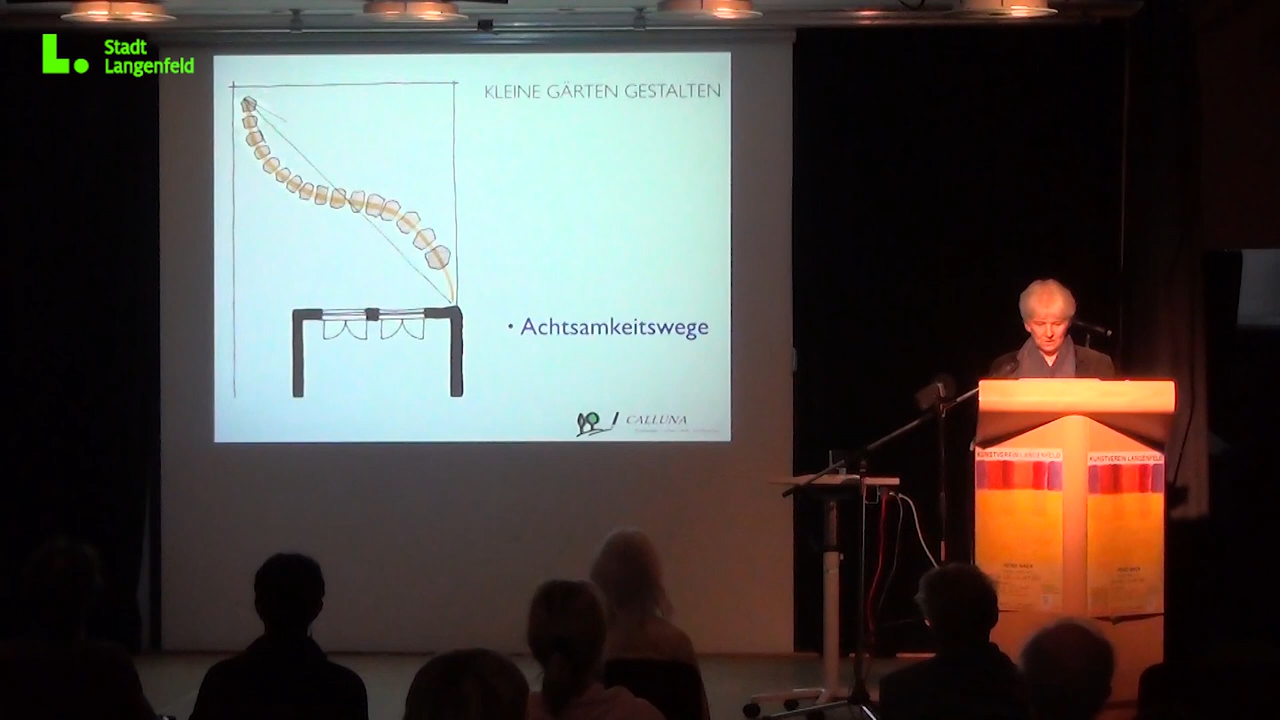 Stadt
Langenfeld
KLEINE GÄRTEN GESTALTEN
• Achtsamkeitswege
CALLUNA
KUNSTVEREIN LANGENFELD
KUNSTVEREIN LANGENFELD